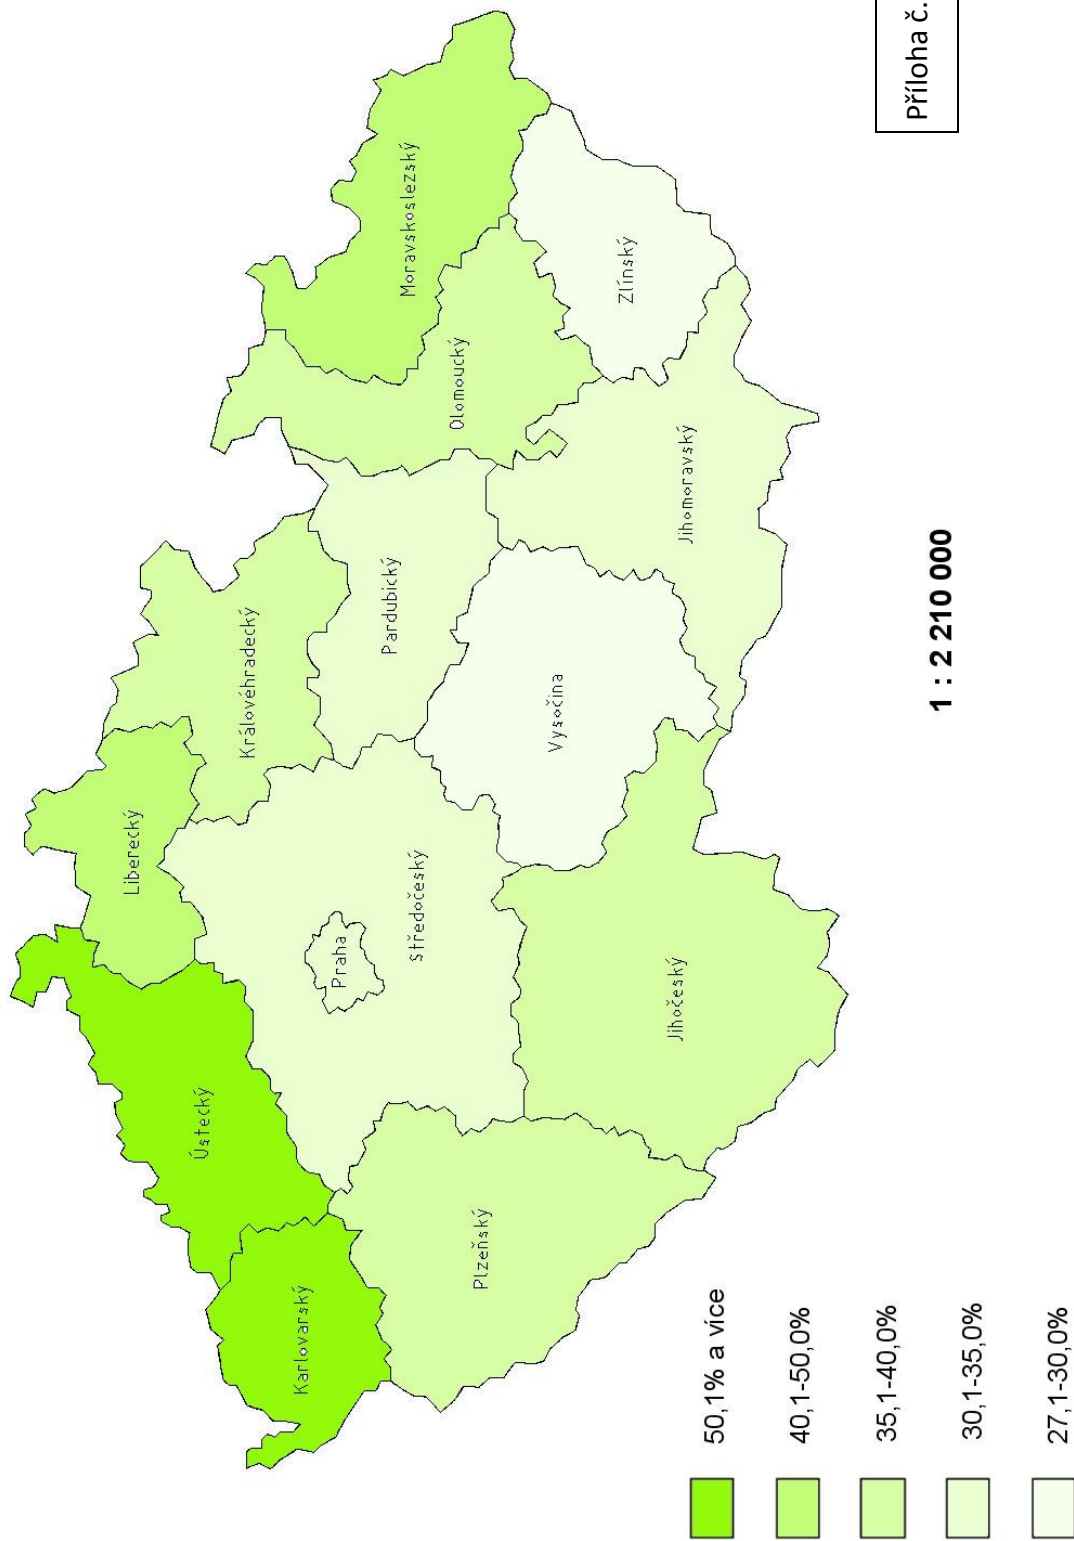 Příloha č.
Moravskoslezský
Olomoucký
Zlínský
Královéhradecký
Pardubický
Jihomoravský
Liberecký
Vysočina
Praha
Středočeský
Jihočeský
Ústecký
Karlovarský
Plzeňský
1 : 2 210 000
50,1% a více
40,1-50,0%
35,1-40,0%
30,1-35,0%
27,1-30,0%